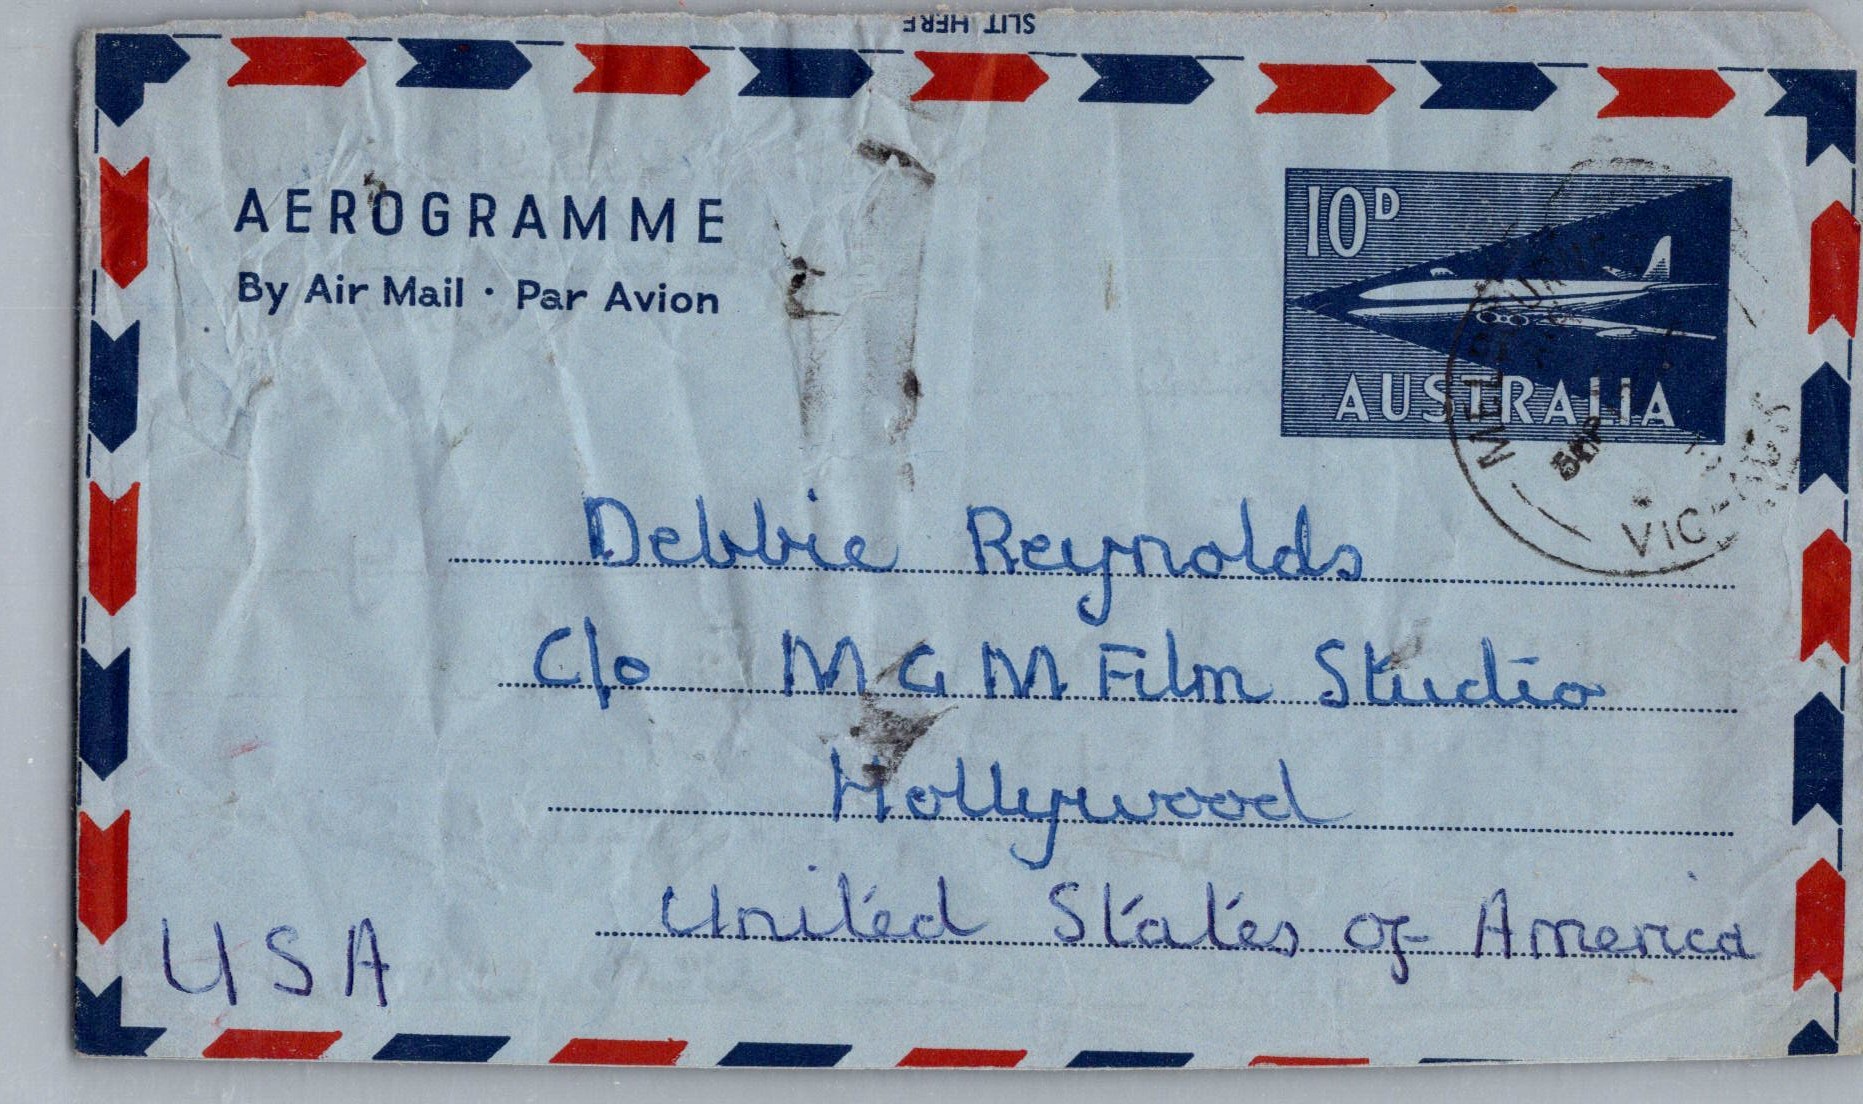 SLIT HERE
AEROGRAMME
By Air Mail · Par Avion
10D
AUSTRALIA
MELBOURNE
VIC
Debbie Reynolds
C/o M G M Film Studio
Hollywood
United States of America
USA